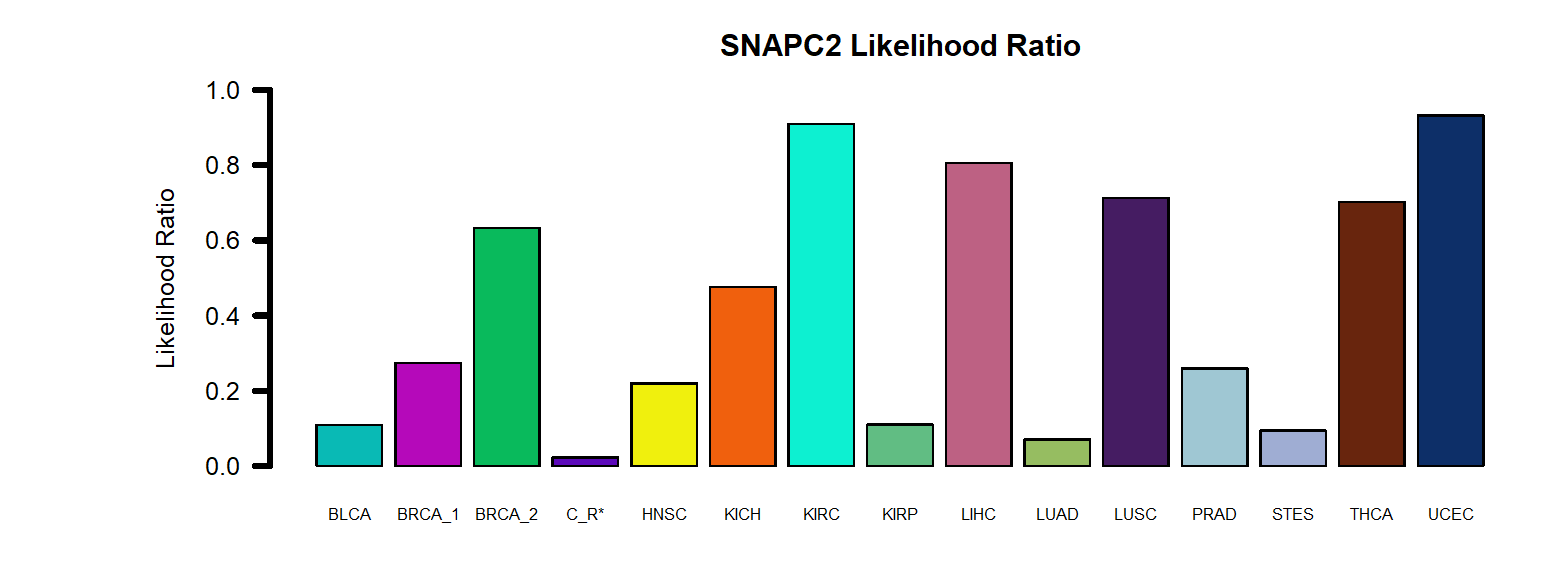 SNAPC2 Likelihood Ratio
Likelihood Ratio
1.0
0.8
0.6
0.4
0.2
0.0
BLCA BRCA_1 BRCA_2 C_R* HNSC KICH KIRC KIRP LIHC LUAD LUSC PRAD STES THCA UCEC